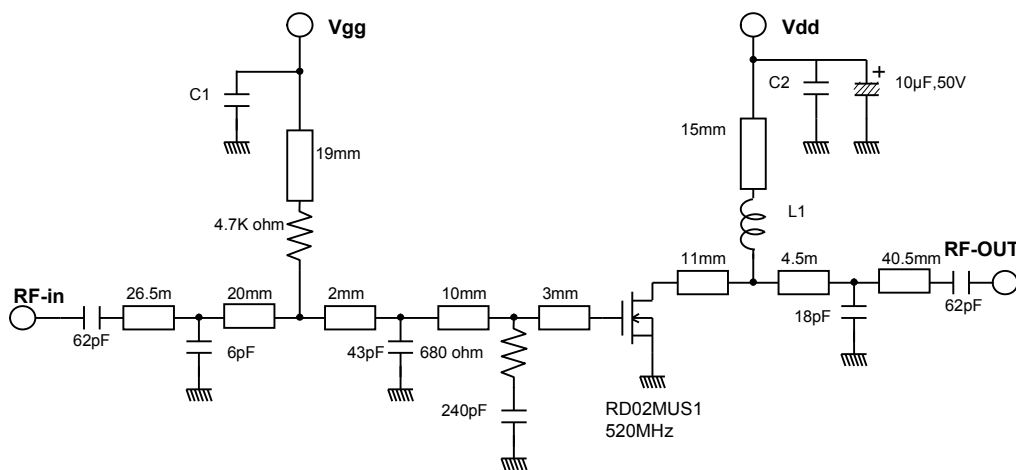 Vgg
Vdd
C1
C2
10µF,50V
19mm
15mm
4.7K ohm
L1
RF-in
26.5m
20mm
2mm
10mm
3mm
11mm
4.5m
40.5mm
RF-OUT
62pF
6pF
43pF
680 ohm
240pF
18pF
62pF
RD02MUS1
520MHz